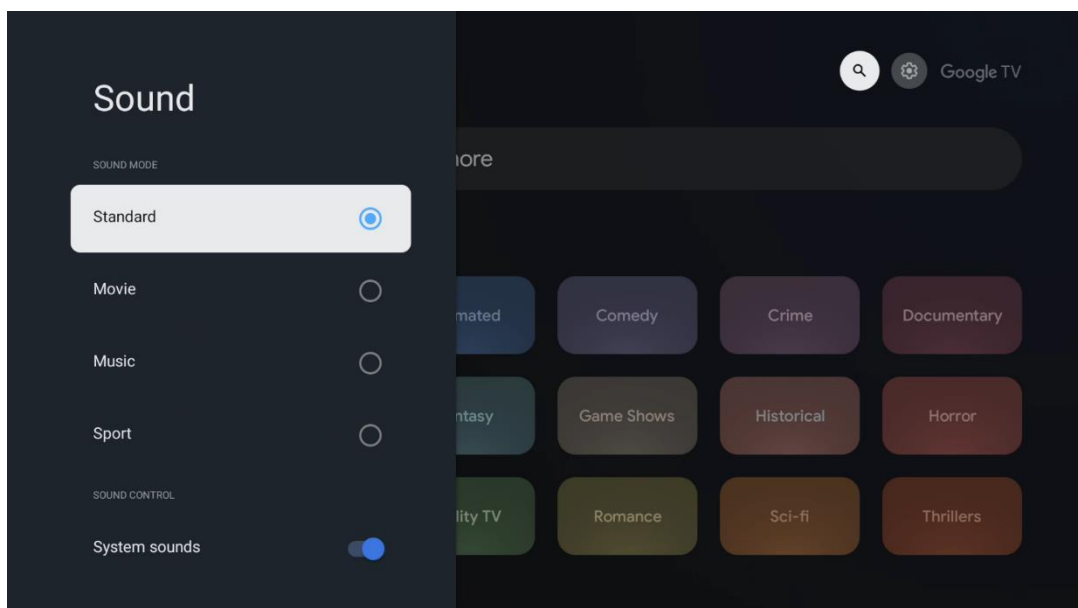 Sound
SOUND MODE
Standard
Movie
Music
Sport
SOUND CONTROL
System sounds
Google TV
ore
mated
Comedy
Crime
Documentary
ntasy
Game Shows
Historical
Horror
lity TV
Romance
Sci-fi
Thrillers